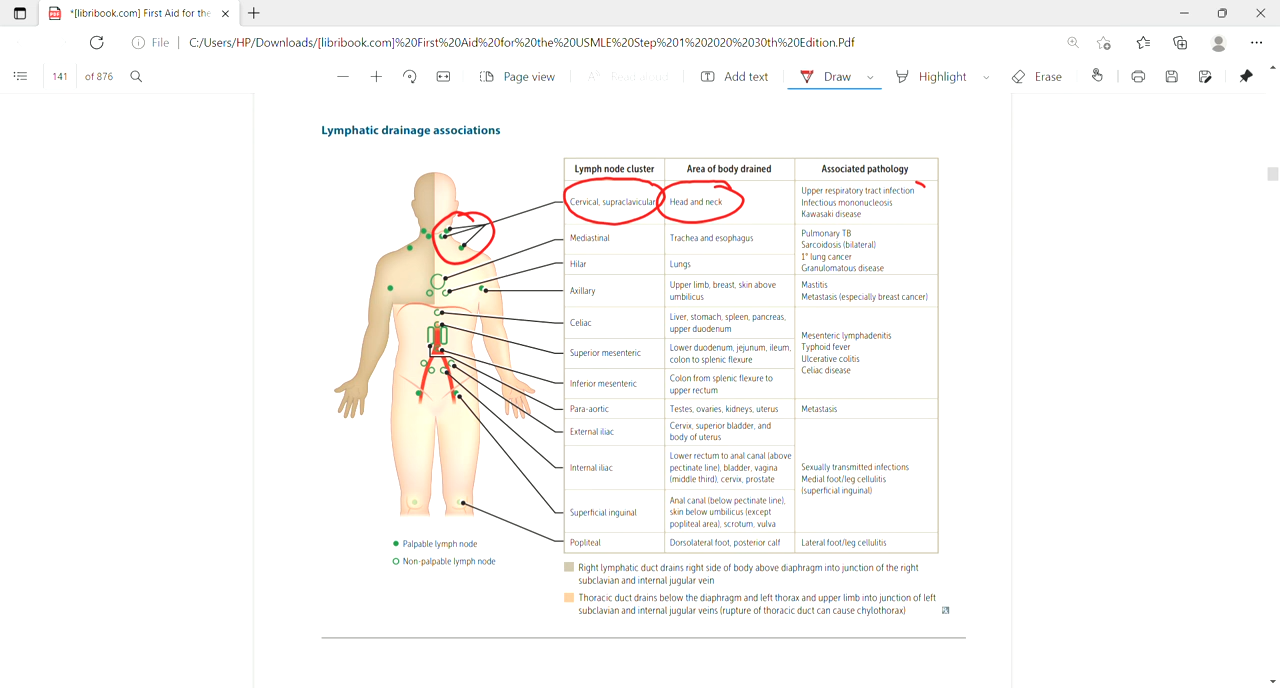 *[libribook.com] First Aid for the
File
C:/Users/HP/Downloads/[libribook.com]%20First%20Aid%20for%20the%20USMLE%20Step%201%202020%2030th%20Edition.Pdf
141 of 876
Page view
Read aloud
Add text
Draw
Highlight
Erase
Lymphatic drainage associations
Lymph node cluster Area of body drained Associated pathology
Cervical, supraclavicular
Head and neck
Upper respiratory tract infection
Infectious mononucleosis
Kawasaki disease
Mediastinal
Trachea and esophagus
Pulmonary TB
Sarcoidosis (bilateral)
1° lung cancer
Granulomatous disease
Hilar
Lungs
Axillary
Upper limb, breast, skin above
umbilicus
Mastitis
Metastasis (especially breast cancer)
Celiac
Liver, stomach, spleen, pancreas,
upper duodenum
Mesenteric lymphadenitis
Typhoid fever
Ulcerative colitis
Celiac disease
Superior mesenteric
Lower duodenum, jejunum, ileum,
colon to splenic flexure
Inferior mesenteric
Colon from splenic flexure to
upper rectum
Para-aortic
Testes, ovaries, kidneys, uterus
Metastasis
External iliac
Cervix, superior bladder, and
body of uterus
Sexually transmitted infections
Medial foot/leg cellulitis
(superficial inguinal)
Internal iliac
Lower rectum to anal canal (above
pectinate line), bladder, vagina
(middle third), cervix, prostate
Superficial inguinal
Anal canal (below pectinate line),
skin below umbilicus (except
popliteal area), scrotum, vulva
Popliteal
Dorsolateral foot, posterior calf
Lateral foot/leg cellulitis
Palpable lymph node
Non-palpable lymph node
Right lymphatic duct drains right side of body above diaphragm into junction of the right
subclavian and internal jugular vein
Thoracic duct drains below the diaphragm and left thorax and upper limb into junction of left
subclavian and internal jugular veins (rupture of thoracic duct can cause chylothorax)